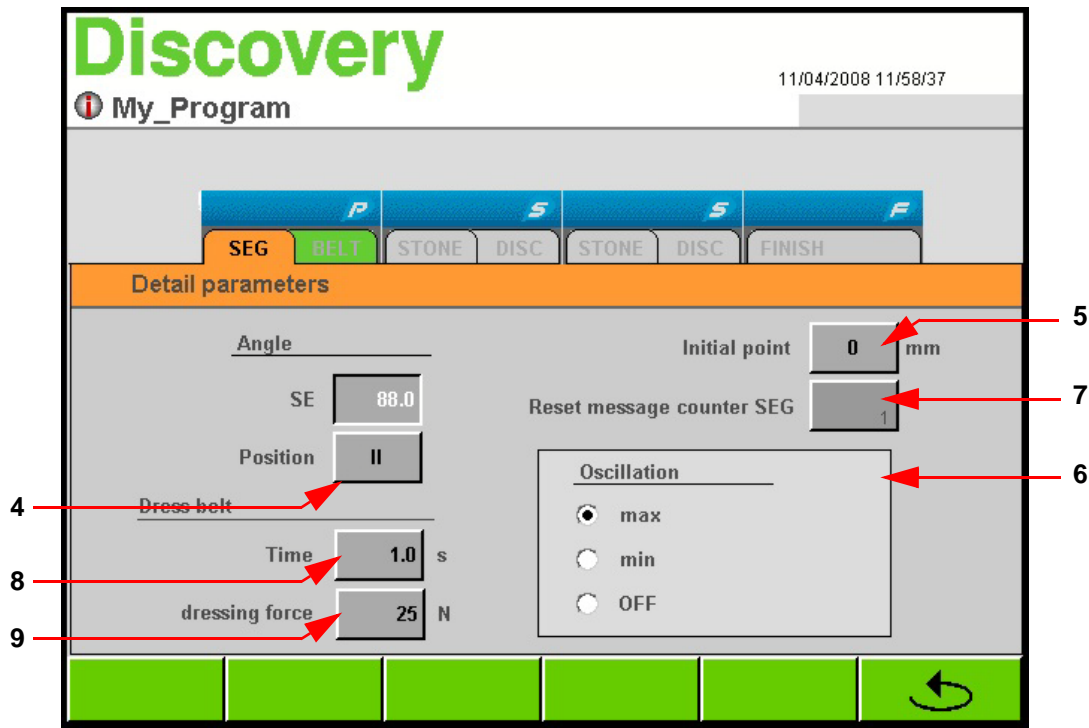 Discovery
11/04/2008 11/58/37
My_Program
P S S F
SEG BELT STONE DISC STONE DISC FINISH
Detail parameters
Angle
SE 88.0
Position II
Dress belt
Time 1.0 s
dressing force 25 N
Initial point 0 mm
Reset message counter SEG 1
Oscillation
max
min
OFF
4
8
9
5
7
6